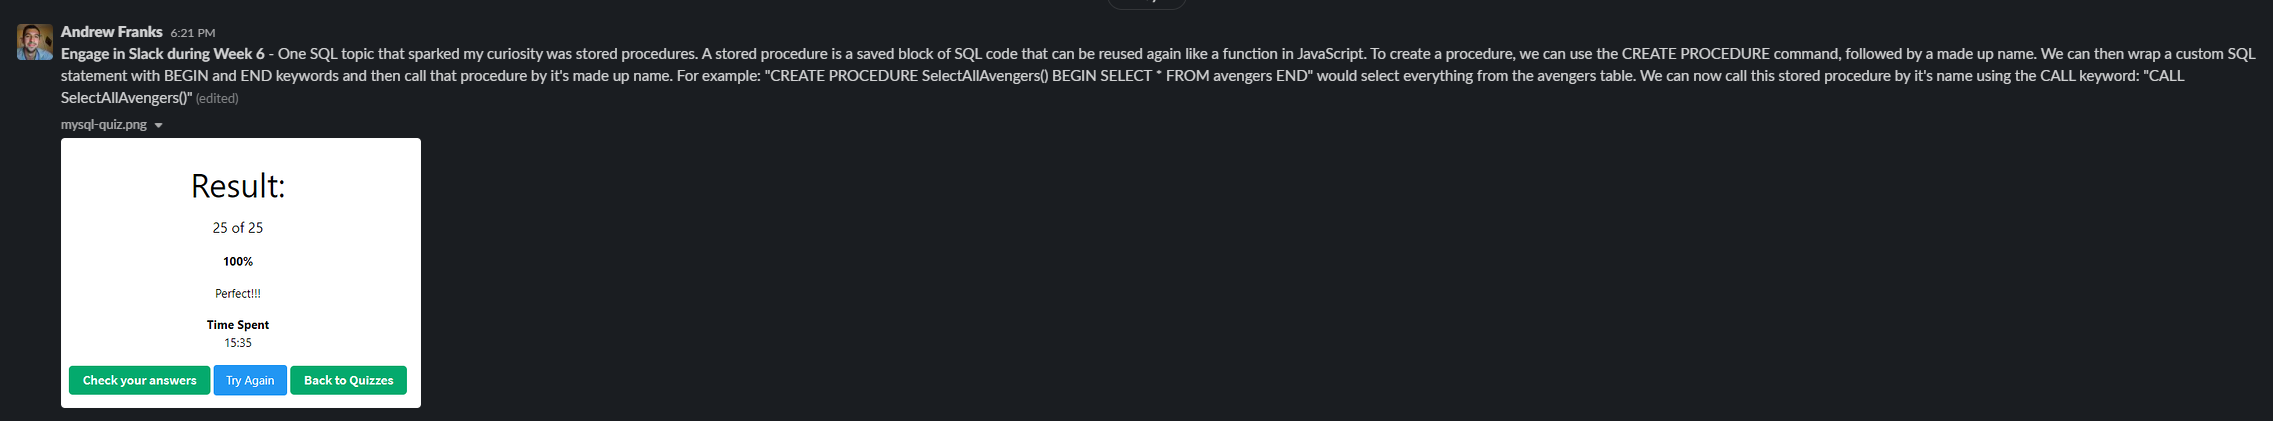 Andrew Franks 6:21 PM
Engage in Slack during Week 6 - One SQL topic that sparked my curiosity was stored procedures. A stored procedure is a saved block of SQL code that can be reused again like a function in JavaScript. To create a procedure, we can use the CREATE PROCEDURE command, followed by a made up name. We can then wrap a custom SQL
statement with BEGIN and END keywords and then call that procedure by it's made up name. For example: "CREATE PROCEDURE SelectAllAvengers() BEGIN SELECT * FROM avengers END" would select everything from the avengers table. We can now call this stored procedure by it's name using the CALL keyword: "CALL
SelectAllAvengers()" (edited)
mysql-quiz.png
Result:
25 of 25
100%
Perfect!!!
Time Spent
15:35
Check your answers Try Again Back to Quizzes